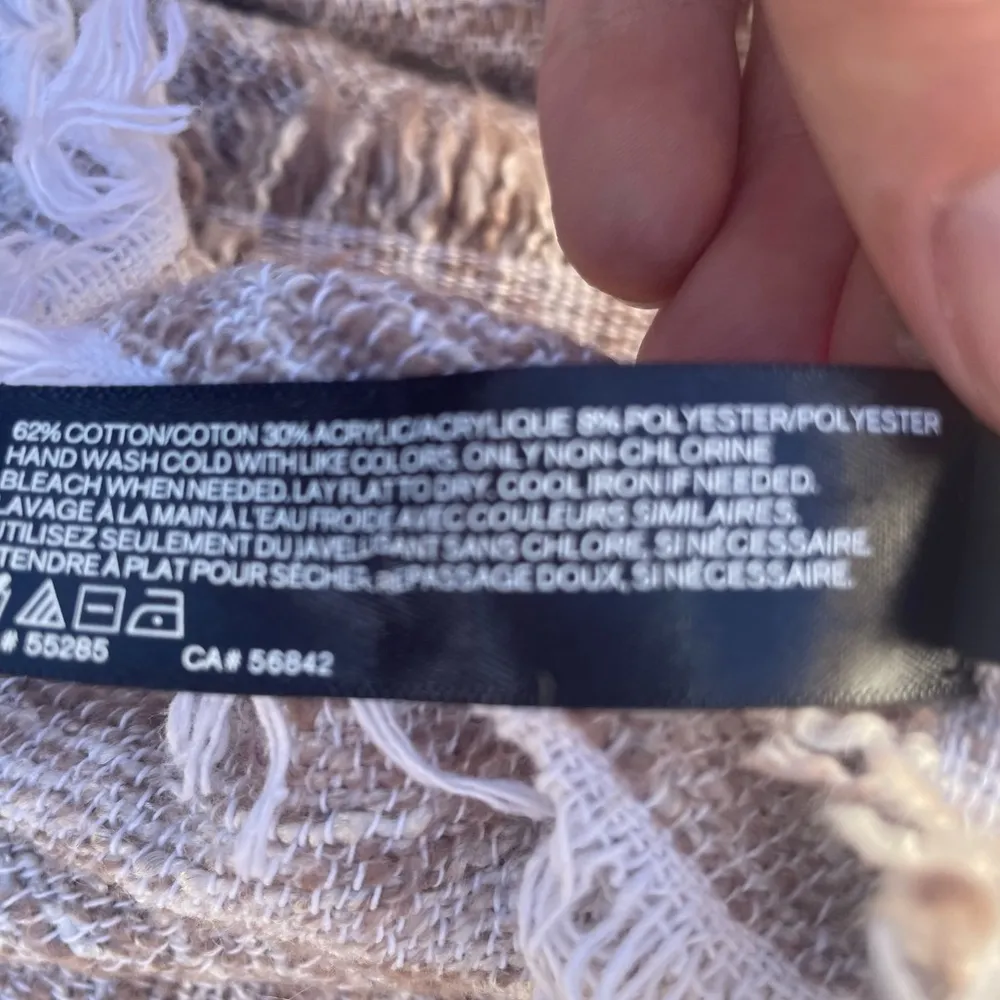 62% COTTON/COTON 30% ACRYLIC/ACRYLIQUE 8% POLYESTER/POLYESTER
HAND WASH COLD WITH LIKE COLORS. ONLY NON-CHLORINE
BLEACH WHEN NEEDED. LAY FLAT TO DRY. COOL IRON IF NEEDED.
LAVAGE À LA MAIN À L'EAU FROIDE AVEC COULEURS SIMILAIRES.
UTILISEZ SEULEMENT DU JAVELLISANT SANS CHLORE, SI NÉCESSAIRE.
TENDRE À PLAT POUR SÉCHER. REPASSAGE DOUX, SI NÉCESSAIRE.
# 55285 CA# 56842